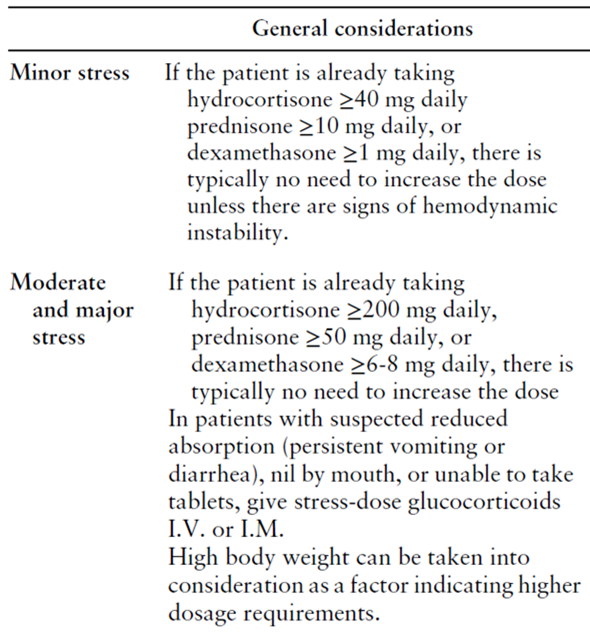 General considerations
Minor stress If the patient is already taking
hydrocortisone ≥40 mg daily
prednisone ≥10 mg daily, or
dexamethasone ≥1 mg daily, there is
typically no need to increase the dose
unless there are signs of hemodynamic
instability.
Moderate If the patient is already taking
and major hydrocortisone ≥200 mg daily,
stress prednisone ≥50 mg daily, or
dexamethasone ≥6-8 mg daily, there is
typically no need to increase the dose
In patients with suspected reduced
absorption (persistent vomiting or
diarrhea), nil by mouth, or unable to take
tablets, give stress-dose glucocorticoids
I.V. or I.M.
High body weight can be taken into
consideration as a factor indicating higher
dosage requirements.